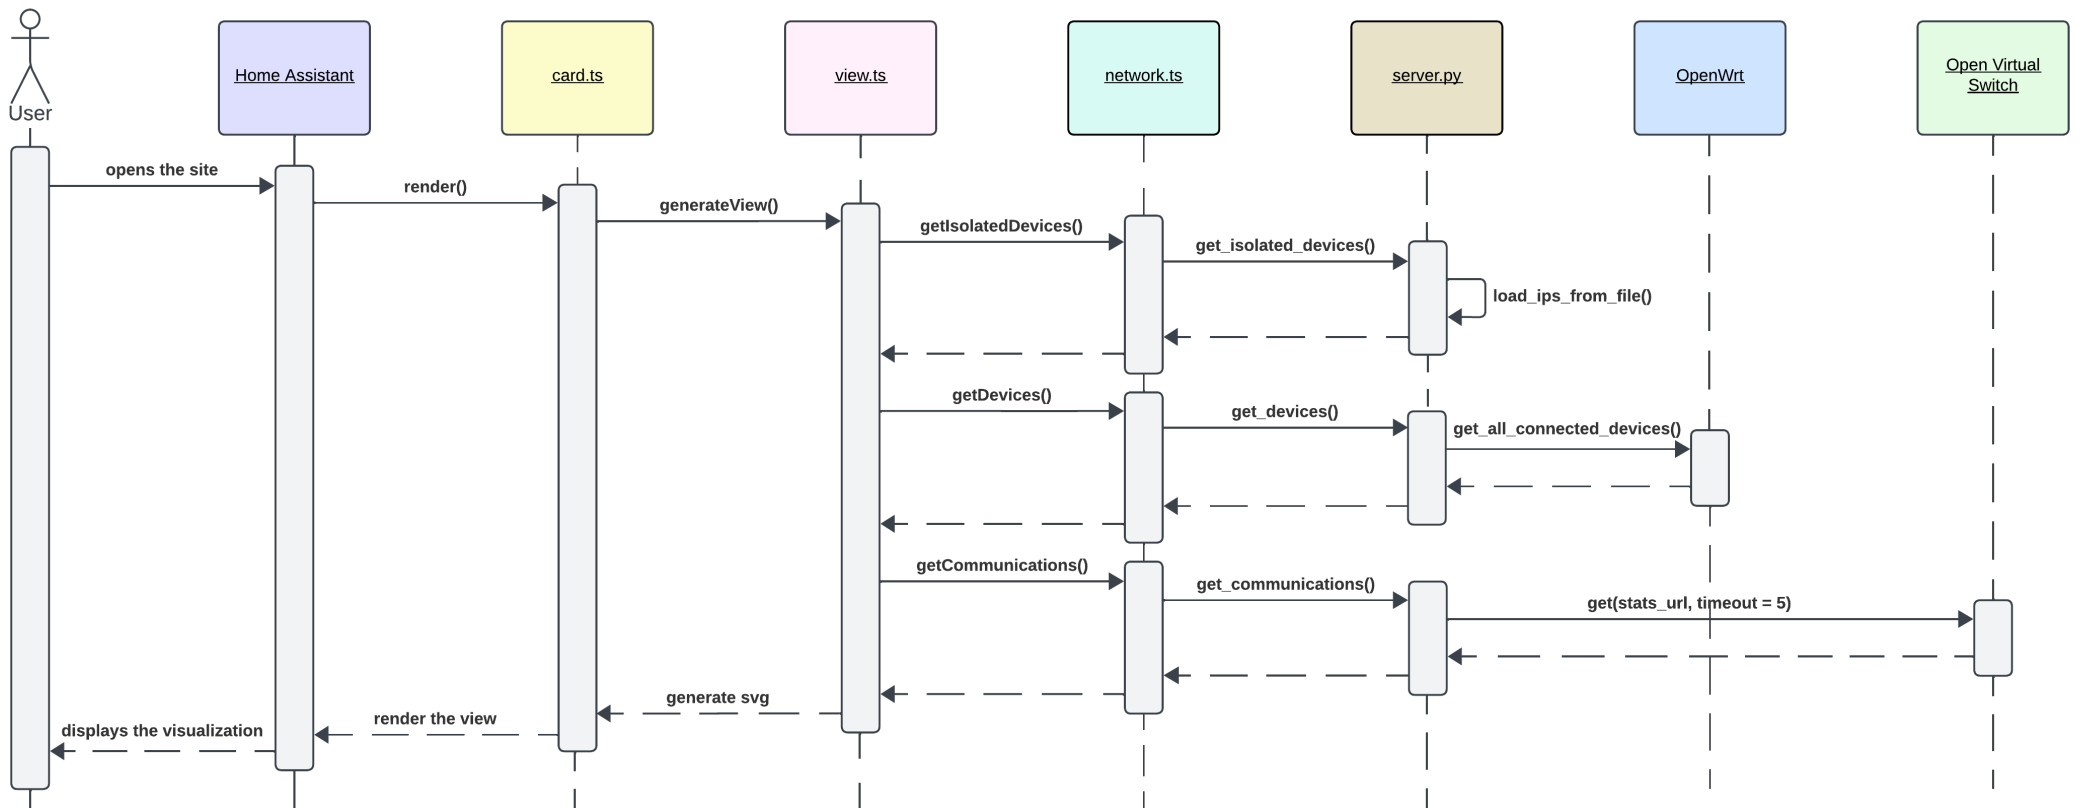 User
Home Assistant
card.ts
view.ts
network.ts
server.py
OpenWrt
Open Virtual
Switch
opens the site
render()
generateView()
getIsolatedDevices()
get_isolated_devices()
load_ips_from_file()
getDevices()
get_devices()
get_all_connected_devices()
getCommunications()
get_communications()
get(stats_url, timeout = 5)
generate svg
render the view
displays the visualization